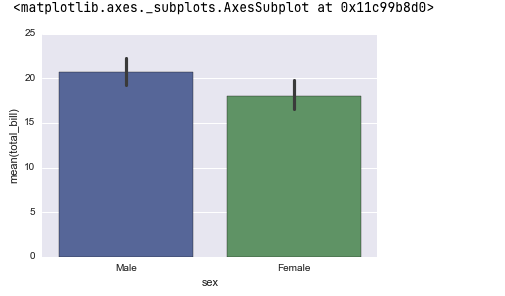 <matplotlib.axes._subplots.AxesSubplot at 0x11c99b8d0>
25
20
15
10
5
0
mean(total_bill)
Male Female
sex